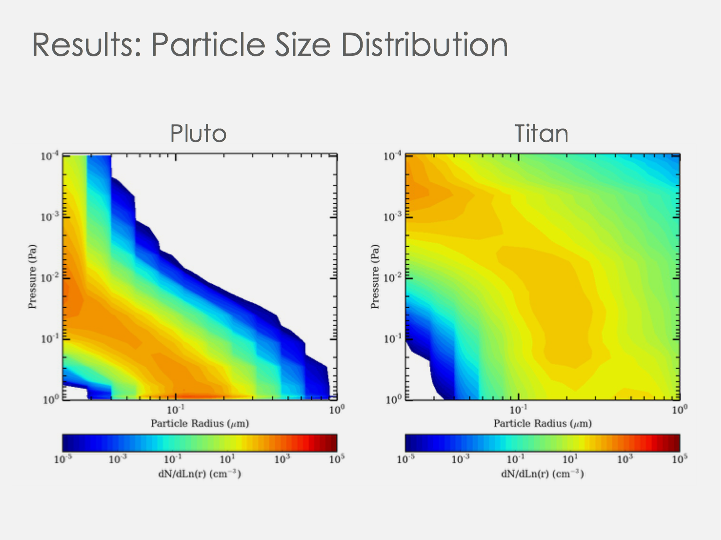 Results: Particle Size Distribution
Pluto
Titan
10⁻⁴
10⁻³
10⁻²
10⁻¹
10⁰
Pressure (Pa)
10⁻¹
10⁰
Particle Radius (μm)
10⁻⁵
10⁻³
10⁻¹
10¹
10³
10⁵
dN/dLn(r) (cm⁻³)
10⁻⁴
10⁻³
10⁻²
10⁻¹
10⁰
Pressure (Pa)
10⁻¹
10⁰
Particle Radius (μm)
10⁻⁵
10⁻³
10⁻¹
10¹
10³
10⁵
dN/dLn(r) (cm⁻³)